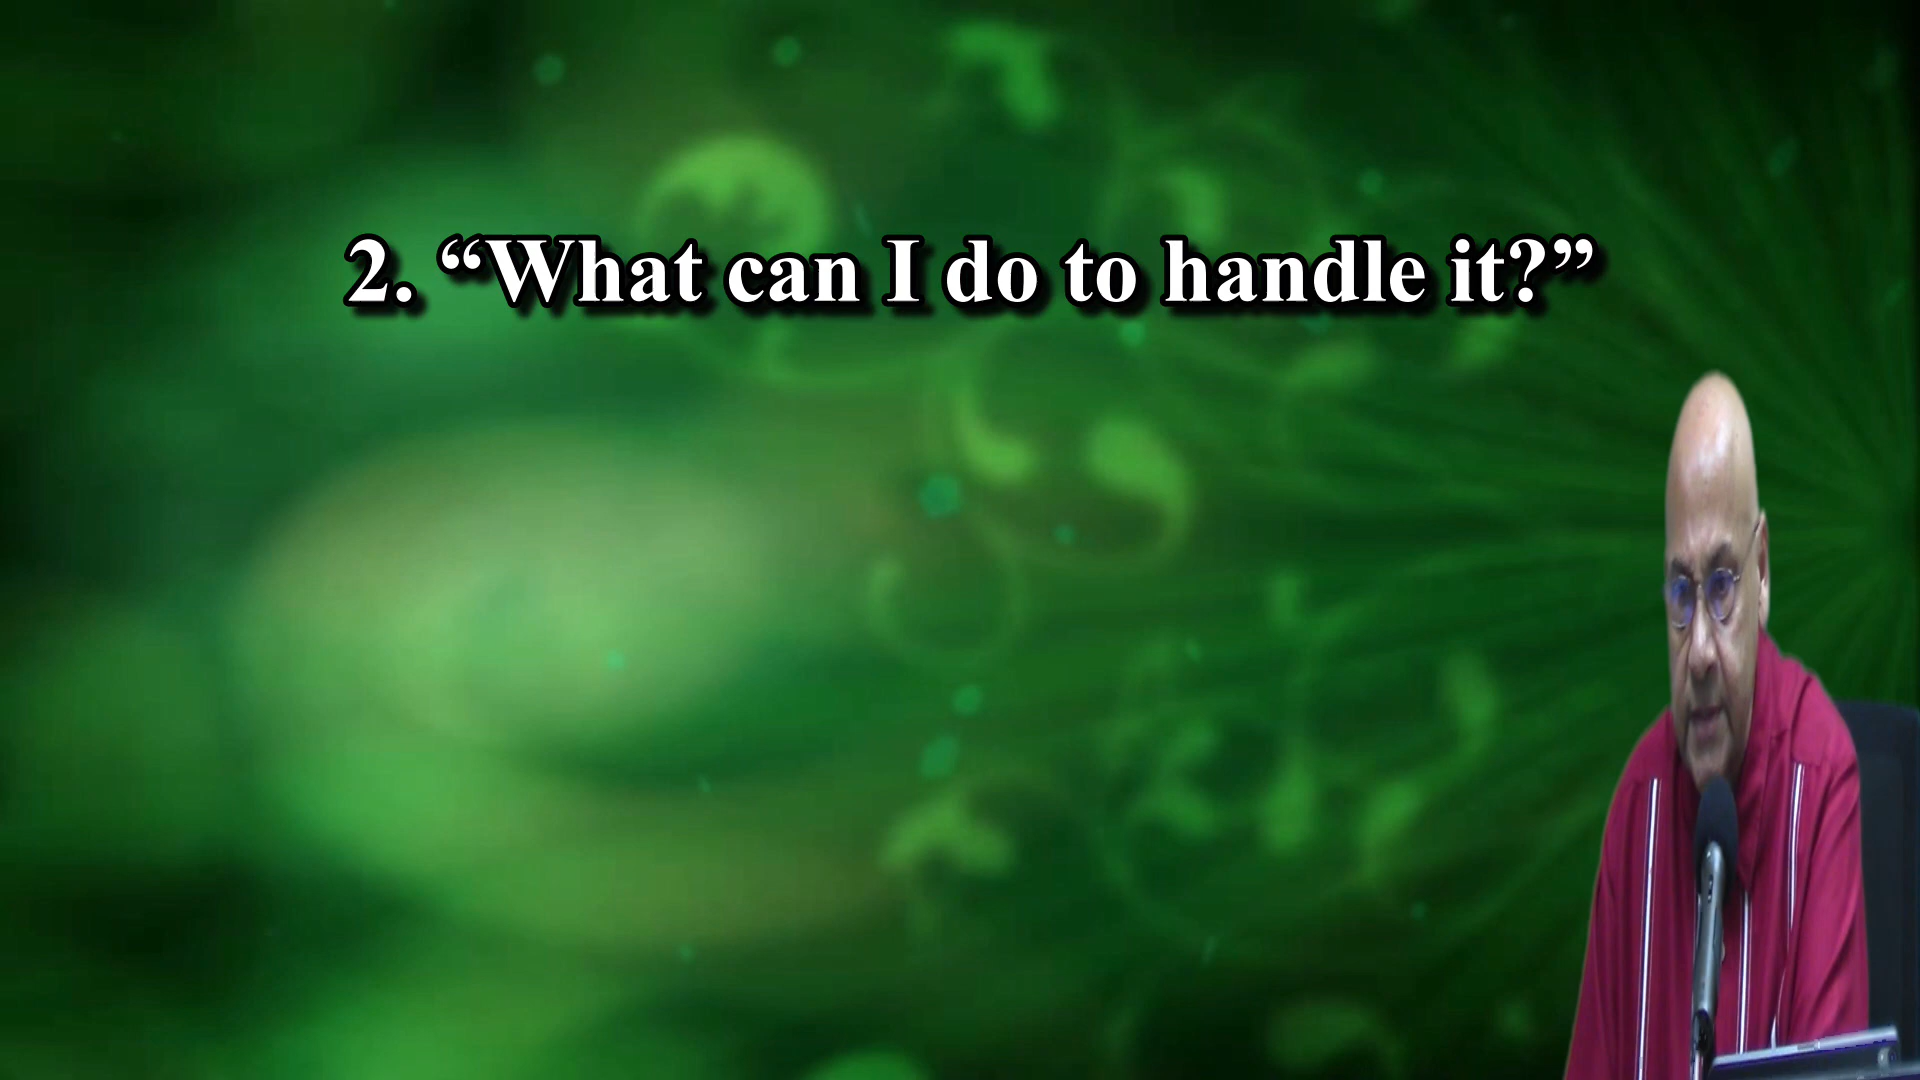 2. “What can I do to handle it?”